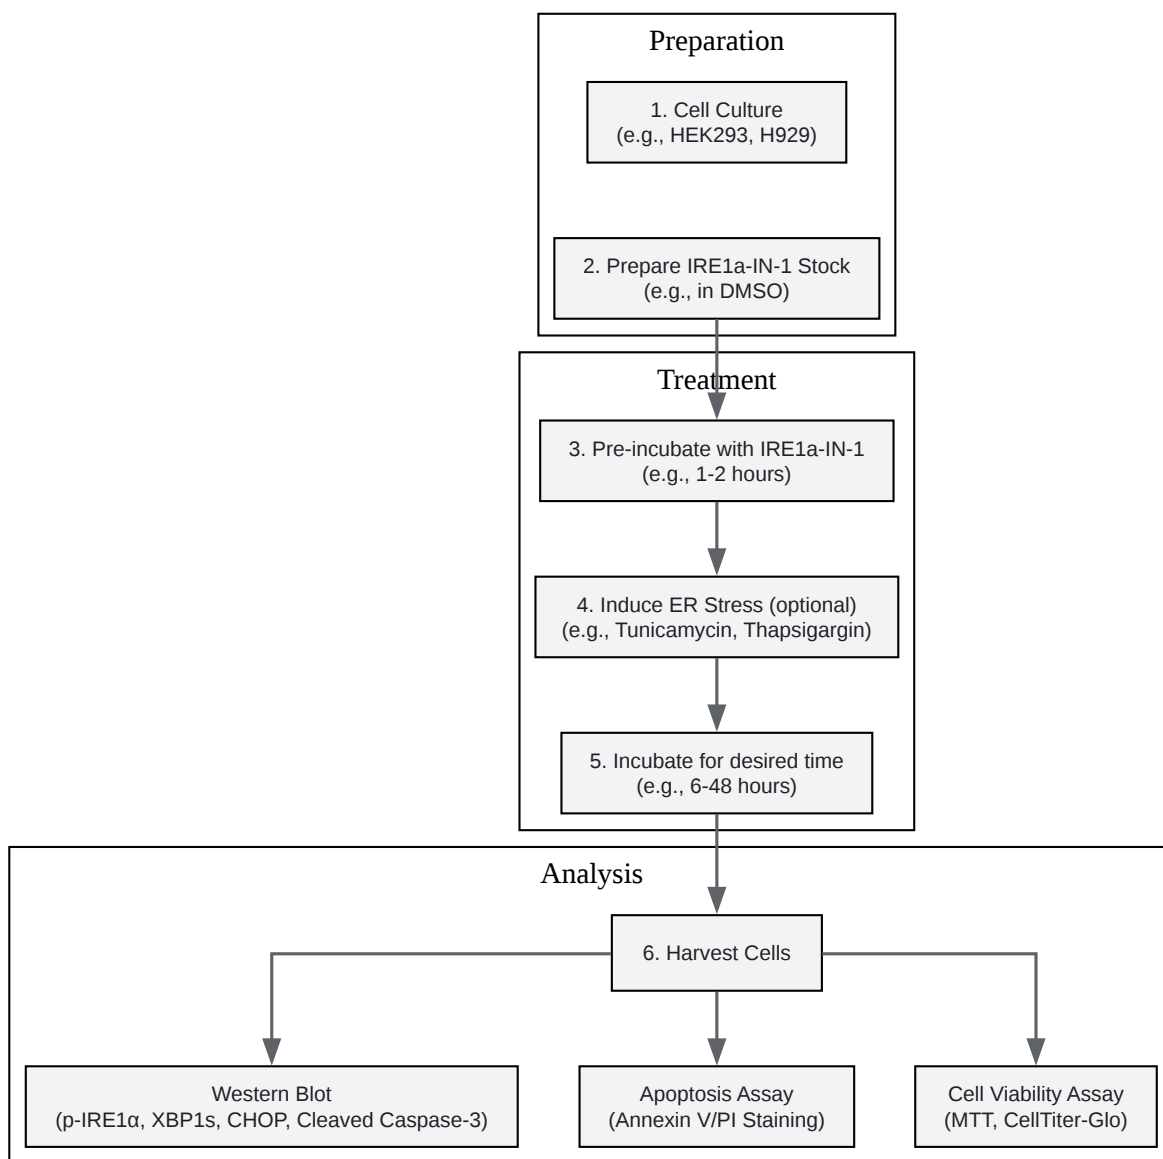 Preparation
1. Cell Culture
(e.g., HEK293, H929)
2. Prepare IRE1a-IN-1 Stock
(e.g., in DMSO)
Treatment
3. Pre-incubate with IRE1a-IN-1
(e.g., 1-2 hours)
4. Induce ER Stress (optional)
(e.g., Tunicamycin, Thapsigargin)
5. Incubate for desired time
(e.g., 6-48 hours)
Analysis
6. Harvest Cells
Western Blot
(p-IRE1α, XBP1s, CHOP, Cleaved Caspase-3)
Apoptosis Assay
(Annexin V/PI Staining)
Cell Viability Assay
(MTT, CellTiter-Glo)